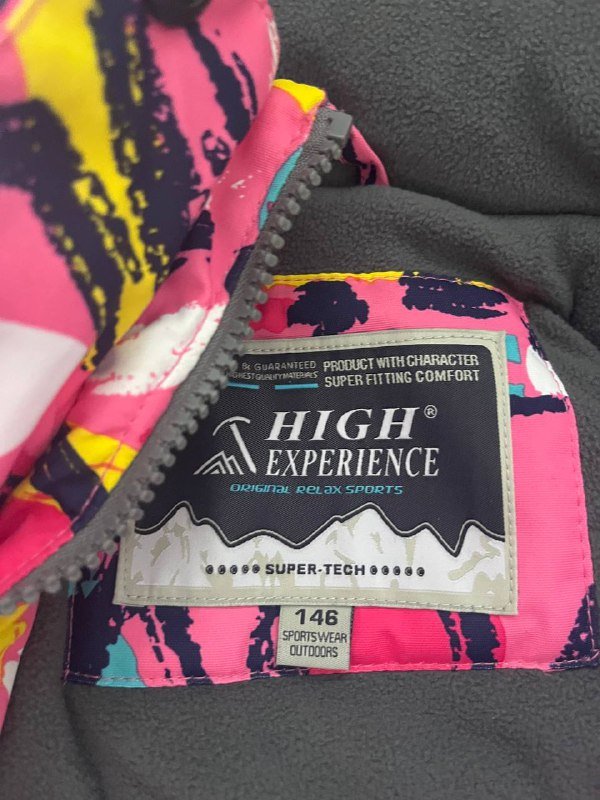 GUARANTEED PRODUCT WITH CHARACTER
HIGHEST QUALITY MATERIALS SUPER FITTING COMFORT
HIGH®
EXPERIENCE
ORIGINAL RELAX SPORTS
SUPER-TECH
146
SPORTSWEAR
OUTDOORS